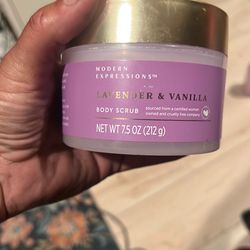 MODERN
EXPRESSIONS™
LAVENDER & VANILLA
BODY SCRUB
sourced from a certified woman
owned and cruelty free company
NET WT 7.5 OZ (212 g)